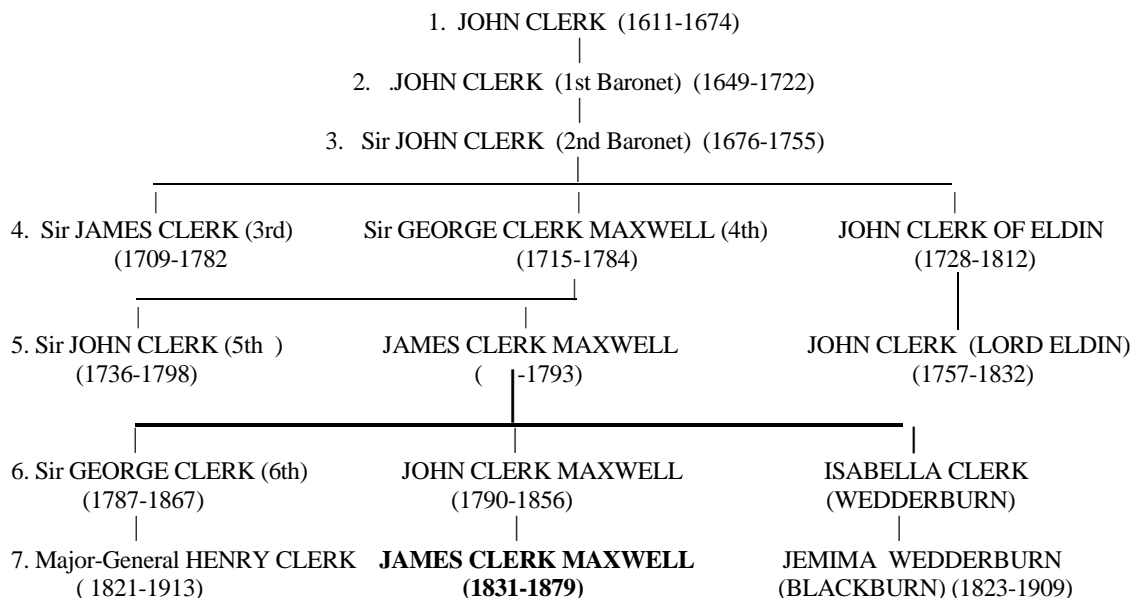 1. JOHN CLERK (1611-1674)
2. .JOHN CLERK (1st Baronet) (1649-1722)
3. Sir JOHN CLERK (2nd Baronet) (1676-1755)
4. Sir JAMES CLERK (3rd) Sir GEORGE CLERK MAXWELL (4th) JOHN CLERK OF ELDIN
(1709-1782 (1715-1784) (1728-1812)
5. Sir JOHN CLERK (5th ) JAMES CLERK MAXWELL JOHN CLERK (LORD ELDIN)
(1736-1798) ( -1793) (1757-1832)
6. Sir GEORGE CLERK (6th) JOHN CLERK MAXWELL ISABELLA CLERK
(1787-1867) (1790-1856) (WEDDERBURN)
7. Major-General HENRY CLERK JAMES CLERK MAXWELL JEMIMA WEDDERBURN
( 1821-1913) (1831-1879) (BLACKBURN) (1823-1909)